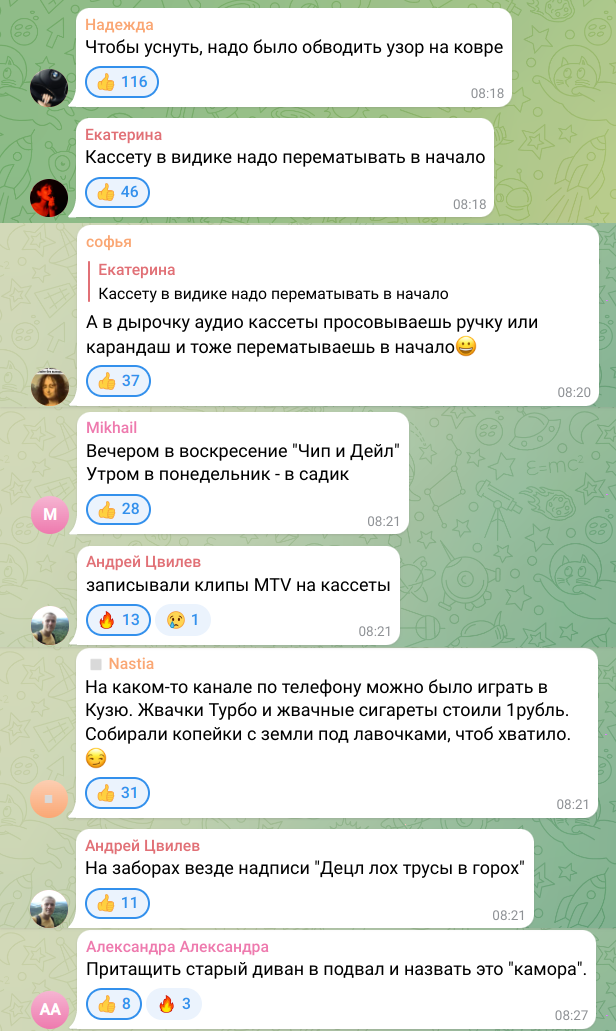 Надежда
Чтобы уснуть, надо было обводить узор на ковре
👍 116
08:18
Екатерина
Кассету в видике надо перематывать в начало
👍 46
08:18
софья
Екатерина
Кассету в видике надо перематывать в начало
А в дырочку аудио кассеты просовываешь ручку или
карандаш и тоже перематываешь в начало😀
👍 37
08:20
Mikhail
Вечером в воскресение "Чип и Дейл"
Утром в понедельник - в садик
👍 28
M
08:21
Андрей Цвилев
записывали клипы MTV на кассеты
🔥 13 😢 1
08:21
Nastia
На каком-то канале по телефону можно было играть в
Кузю. Жвачки Турбо и жвачные сигареты стоили 1рубль.
Собирали копейки с земли под лавочками, чтоб хватило.
😏
👍 31
08:21
Андрей Цвилев
На заборах везде надписи "Децл лох трусы в горох"
👍 11
08:21
Александра Александра
Притащить старый диван в подвал и назвать это "камора".
👍 8 🔥 3
АА
08:27